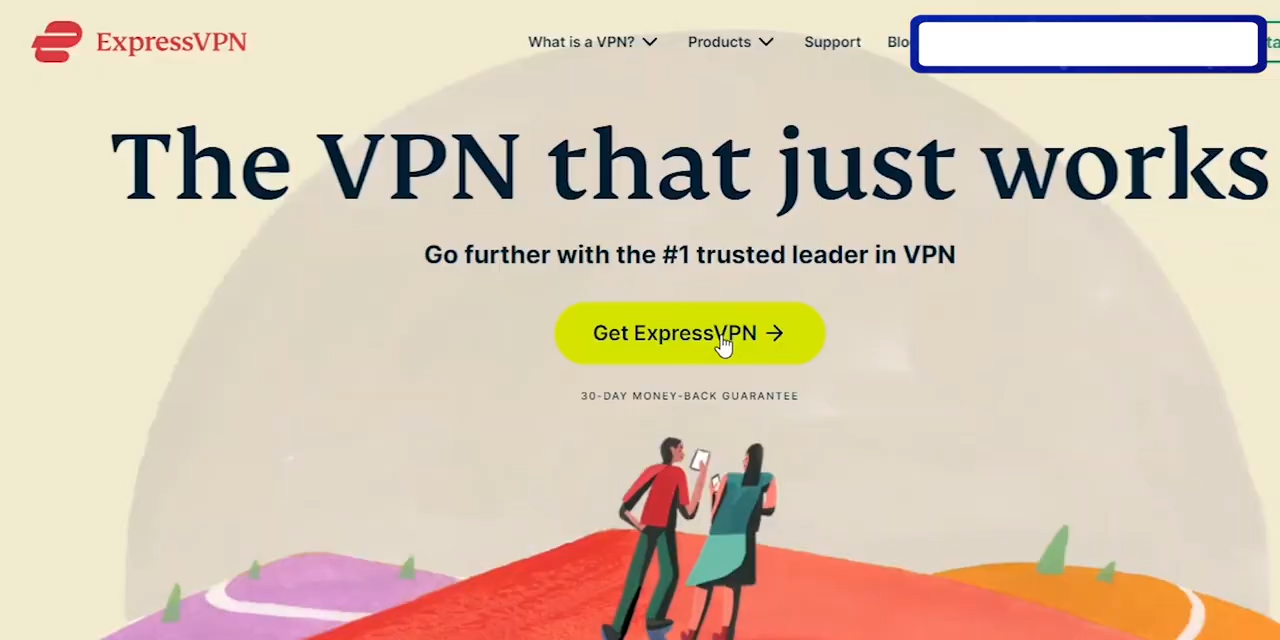 ExpressVPN
What is a VPN? Products Support
The VPN that just works
Go further with the #1 trusted leader in VPN
Get ExpressVPN →
30-DAY MONEY-BACK GUARANTEE